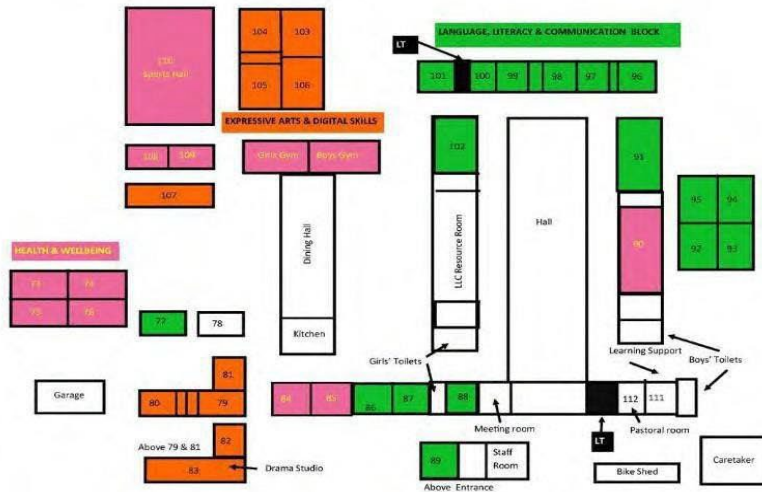 LANGUAGE, LITERACY & COMMUNICATION BLOCK
LT
104
103
105
106
101
100
99
98
97
96
Sports Hall
EXPRESSIVE ARTS & DIGITAL SKILLS
108
109
Girls Gym
Boys Gym
107
102
91
95
94
92
93
90
Hall
Dining Hall
LLC Resource Room
HEALTH & WELLBEING
73
74
75
76
77
78
Kitchen
Girls' Toilets
Learning Support
Boys' Toilets
Garage
81
80
79
84
85
86
87
88
112
111
Meeting room
LT
Pastoral room
Above 79 & 81
82
83
Drama Studio
89
Staff
Room
Above Entrance
Bike Shed
Caretaker